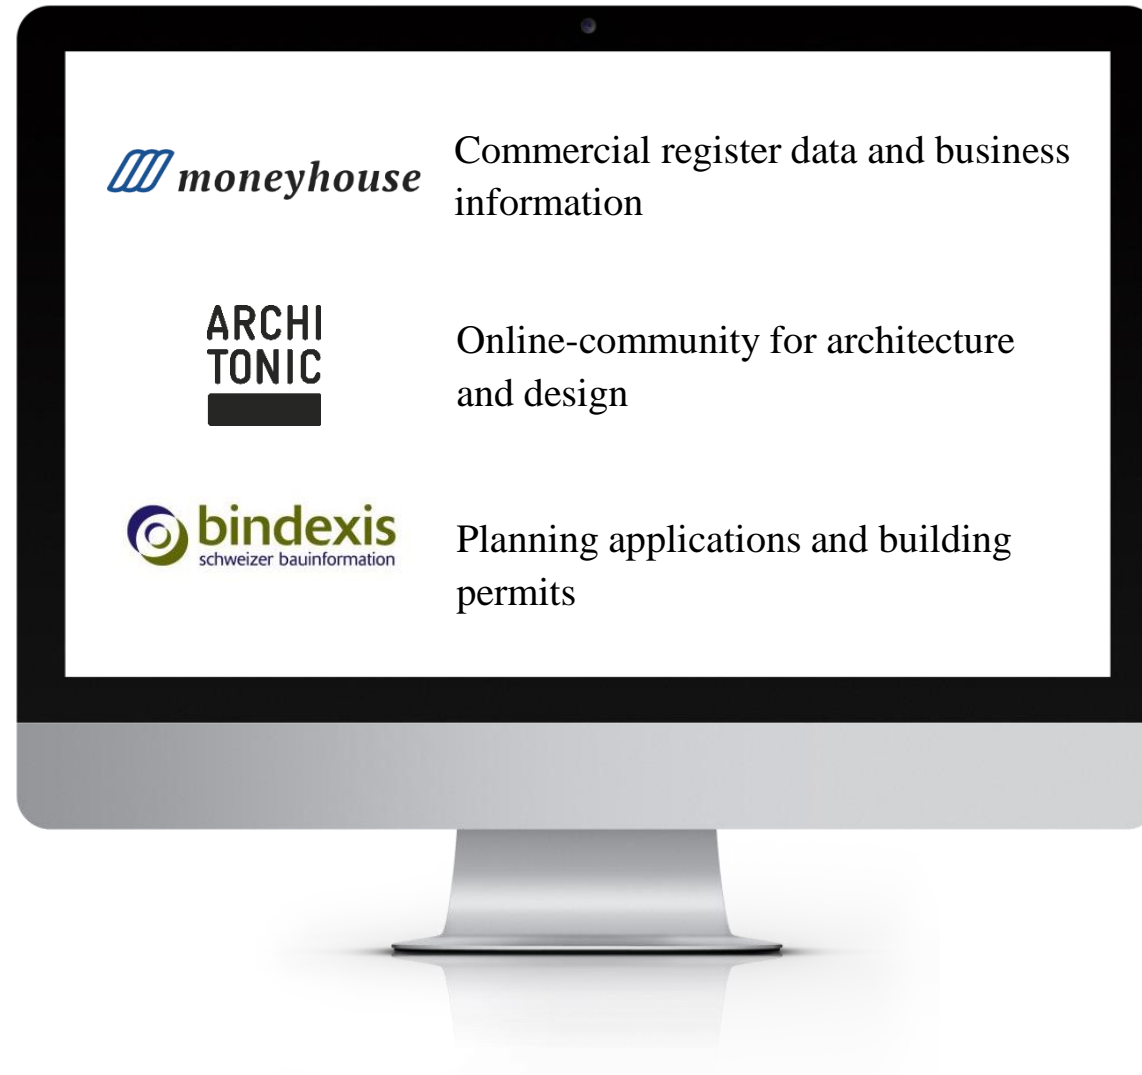 moneyhouse
Commercial register data and business
information
ARCHI
TONIC
Online-community for architecture
and design
bindexis
schweizer bauinformation
Planning applications and building
permits